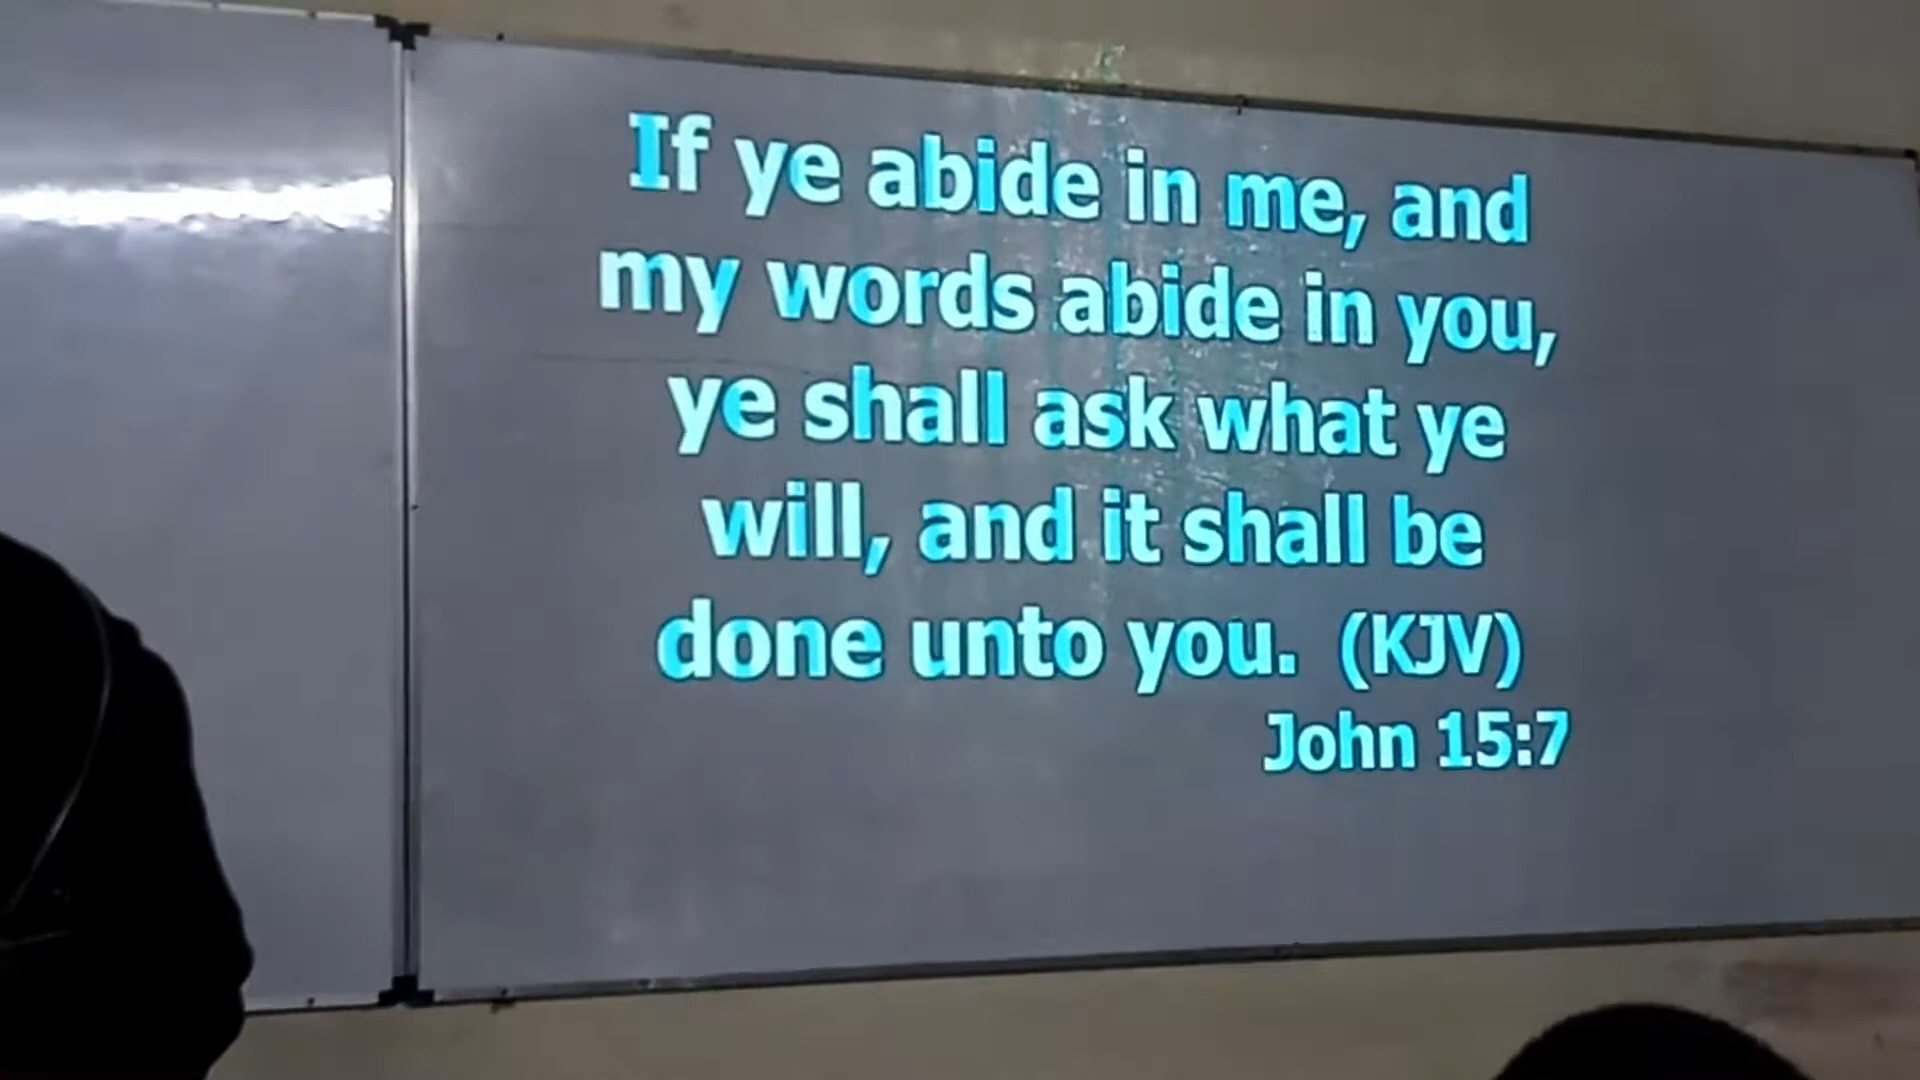 If ye abide in me, and
my words abide in you,
ye shall ask what ye
will, and it shall be
done unto you. (KJV)
John 15:7